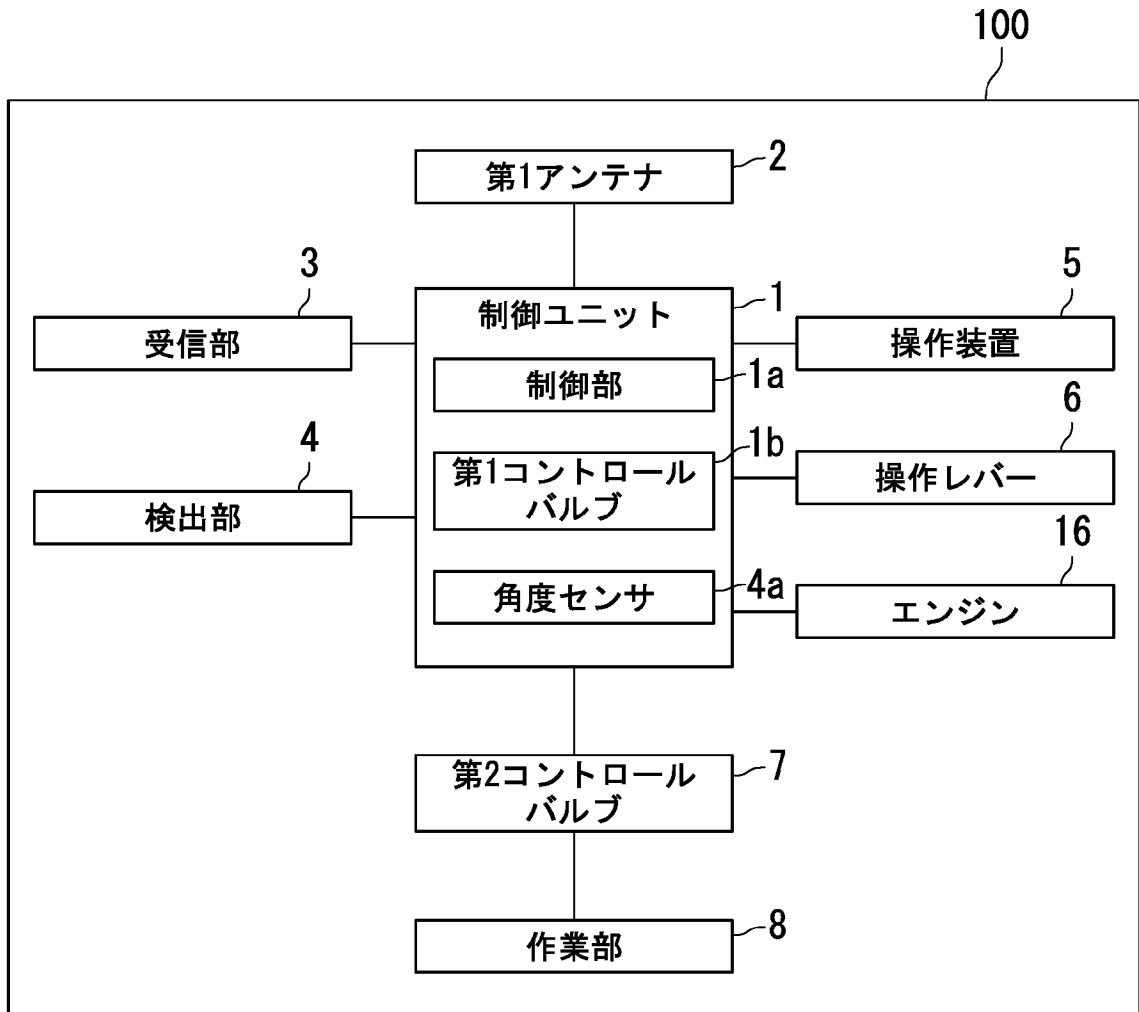 100
第1アンテナ
2
3
受信部
制御ユニット
1
5
操作装置
制御部
1a
4
検出部
第1コントロール
バルブ
1b
6
操作レバー
角度センサ
4a
16
エンジン
第2コントロール
バルブ
7
作業部
8